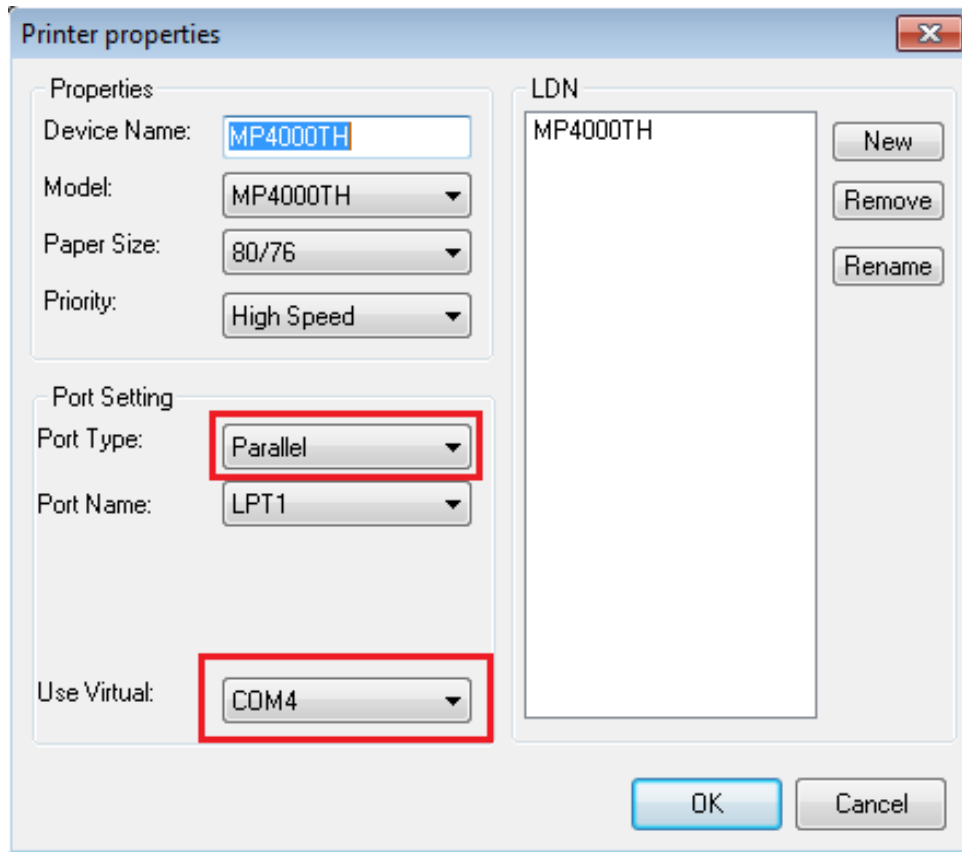 Printer properties
Properties
Device Name: MP4000TH
Model: MP4000TH
Paper Size: 80/76
Priority: High Speed
Port Setting
Port Type: Parallel
Port Name: LPT1
Use Virtual: COM4
LDN
MP4000TH
New
Remove
Rename
OK
Cancel